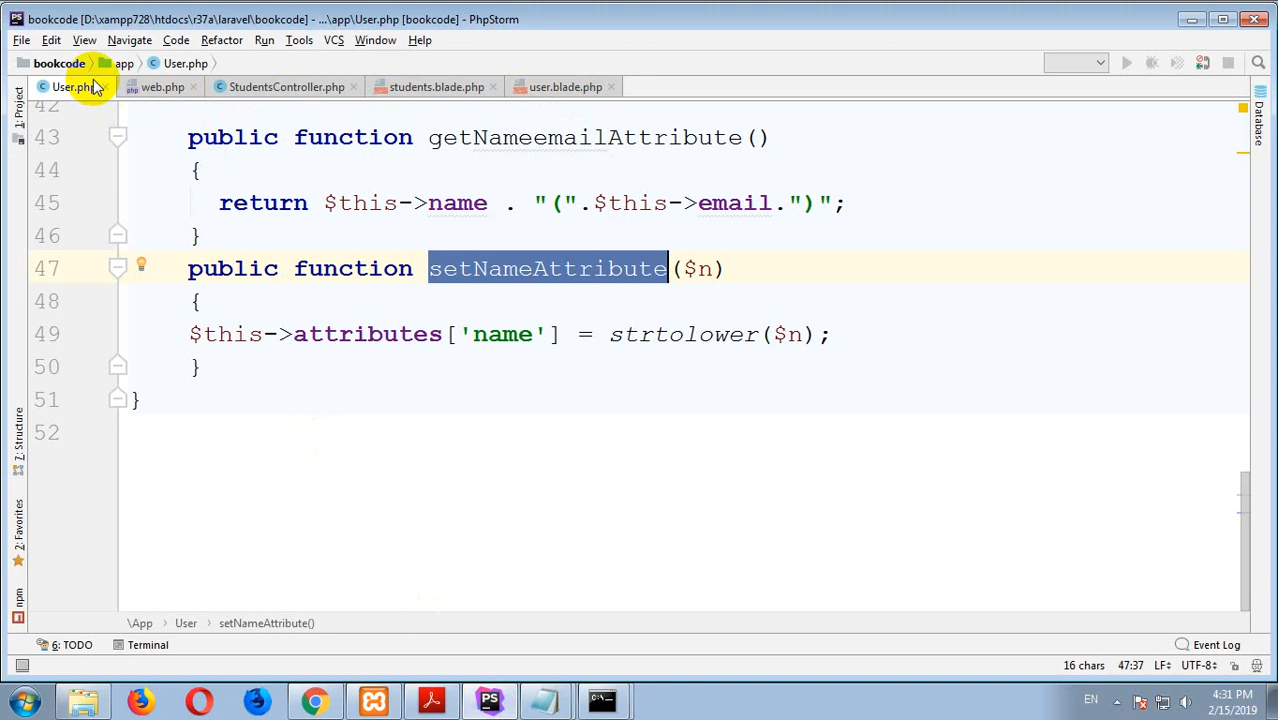 bookcode [D:\xampp728\htdocs\r37a\laravel\bookcode] - ...\app\User.php [bookcode] - PhpStorm
File Edit View Navigate Code Refactor Run Tools VCS Window Help
bookcode app User.php
User.php web.php StudentsController.php students.blade.php user.blade.php
42
43 public function getNameemailAttribute()
44 {
45 return $this->name . "(".$this->email.")";
46 }
47 public function setNameAttribute($n)
48 {
49 $this->attributes['name'] = strtolower($n);
50 }
51 }
52
1: Project
7: Structure
2: Favorites
npm
Database
\App User setNameAttribute()
6: TODO Terminal Event Log
16 chars 47:37 LF UTF-8
PS EN 4:31 PM
2/15/2019